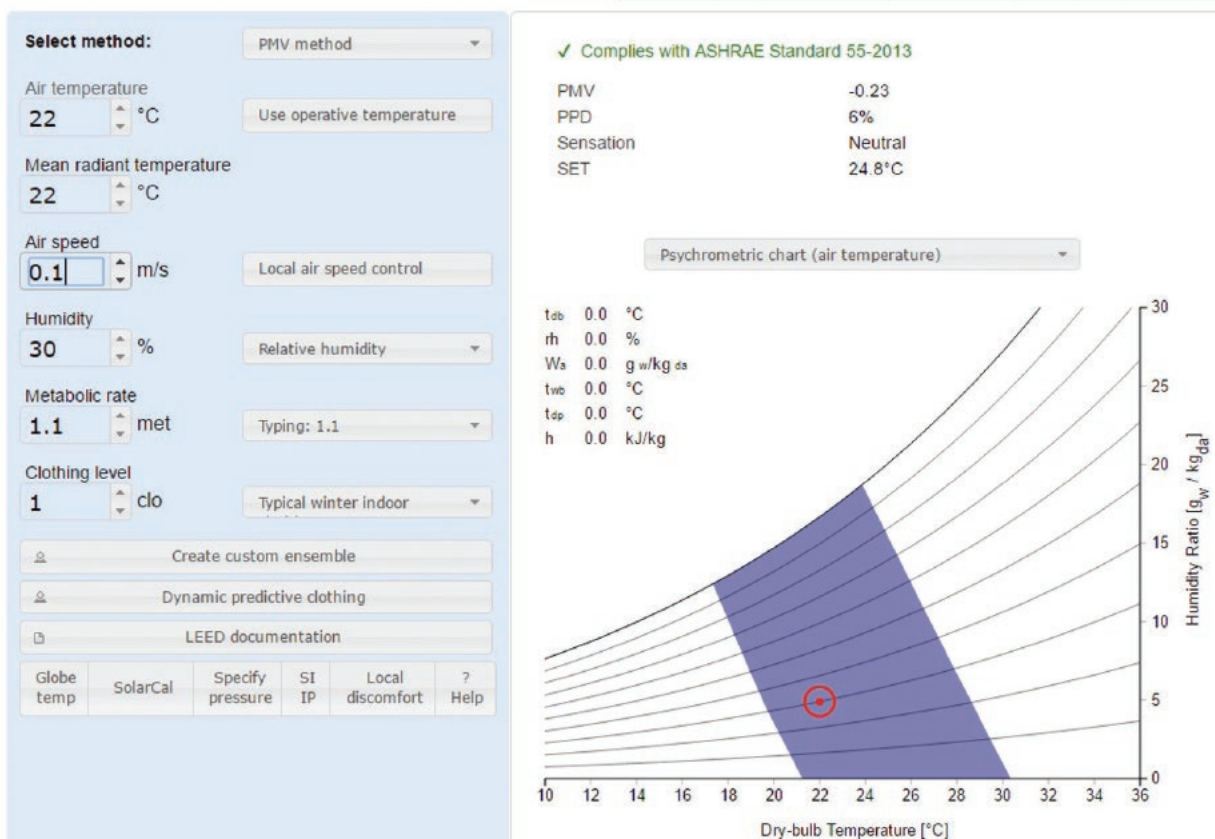 Select method:
PMV method
Air temperature
22 °C
Use operative temperature
Mean radiant temperature
22 °C
Air speed
0.1 m/s
Local air speed control
Humidity
30 %
Relative humidity
Metabolic rate
1.1 met
Typing: 1.1
Clothing level
1 clo
Typical winter indoor
Create custom ensemble
Dynamic predictive clothing
LEED documentation
Globe temp
SolarCal
Specify pressure
SI IP
Local discomfort
? Help
✓ Complies with ASHRAE Standard 55-2013
PMV -0.23
PPD 6%
Sensation Neutral
SET 24.8°C
Psychrometric chart (air temperature)
tdb 0.0 °C
rh 0.0 %
Wa 0.0 g w/kg da
twb 0.0 °C
tdp 0.0 °C
h 0.0 kJ/kg
30
25
20
15
10
5
0
Humidity Ratio [gw / kgda]
10 12 14 16 18 20 22 24 26 28 30 32 34 36
Dry-bulb Temperature [°C]